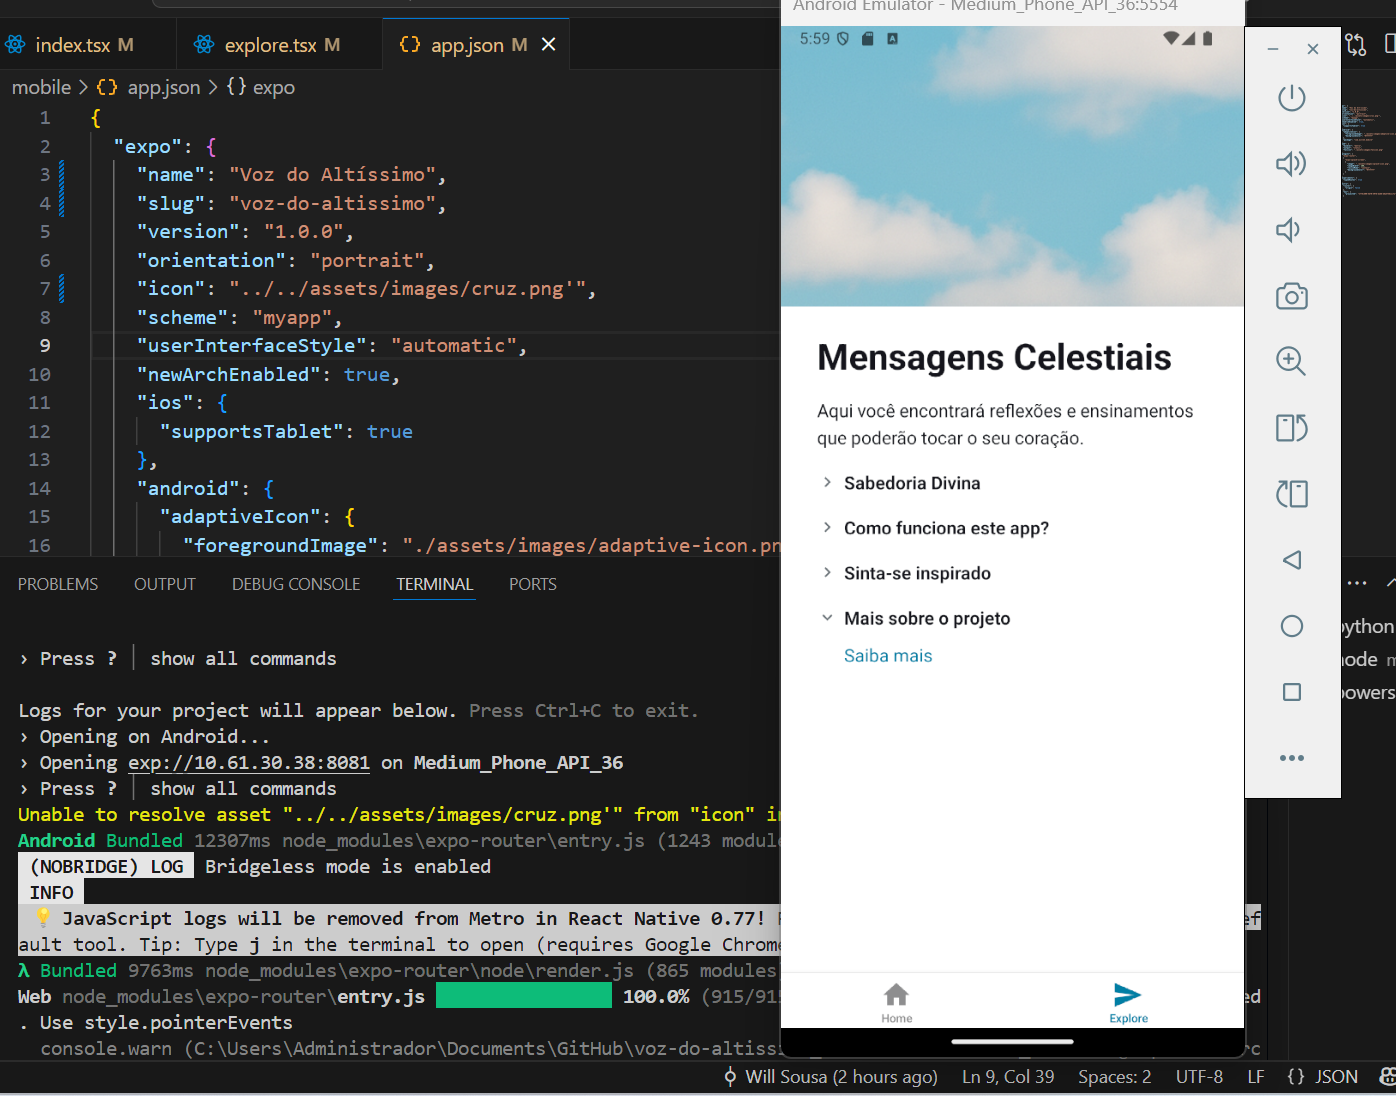 Android Emulator - Medium_Phone_API_36:5554
index.tsx M
explore.tsx M
{} app.json M
mobile > {} app.json > {} expo
1 {
2 "expo": {
3 "name": "Voz do Altíssimo",
4 "slug": "voz-do-altissimo",
5 "version": "1.0.0",
6 "orientation": "portrait",
7 "icon": "../../assets/images/cruz.png'",
8 "scheme": "myapp",
9 "userInterfaceStyle": "automatic",
10 "newArchEnabled": true,
11 "ios": {
12 "supportsTablet": true
13 },
14 "android": {
15 "adaptiveIcon": {
16 "foregroundImage": "./assets/images/adaptive-icon.pn
PROBLEMS OUTPUT DEBUG CONSOLE TERMINAL PORTS
› Press ? │ show all commands
Logs for your project will appear below. Press Ctrl+C to exit.
› Opening on Android...
› Opening exp://10.61.30.38:8081 on Medium_Phone_API_36
› Press ? │ show all commands
Unable to resolve asset "../../assets/images/cruz.png'" from "icon" i
Android Bundled 12307ms node_modules\expo-router\entry.js (1243 modul
(NOBRIDGE) LOG Bridgeless mode is enabled
INFO
💡 JavaScript logs will be removed from Metro in React Native 0.77! ef
ault tool. Tip: Type j in the terminal to open (requires Google Chrome
λ Bundled 9763ms node_modules\expo-router\node\render.js (865 modules
Web node_modules\expo-router\entry.js 100.0% (915/915 ed
. Use style.pointerEvents
console.warn (C:\Users\Administrador\Documents\GitHub\voz-do-altiss rc
5:59
Mensagens Celestiais
Aqui você encontrará reflexões e ensinamentos
que poderão tocar o seu coração.
Sabedoria Divina
Como funciona este app?
Sinta-se inspirado
Mais sobre o projeto
Saiba mais
Home
Explore
ython
ode m
powers
Will Sousa (2 hours ago) Ln 9, Col 39 Spaces: 2 UTF-8 LF {} JSON